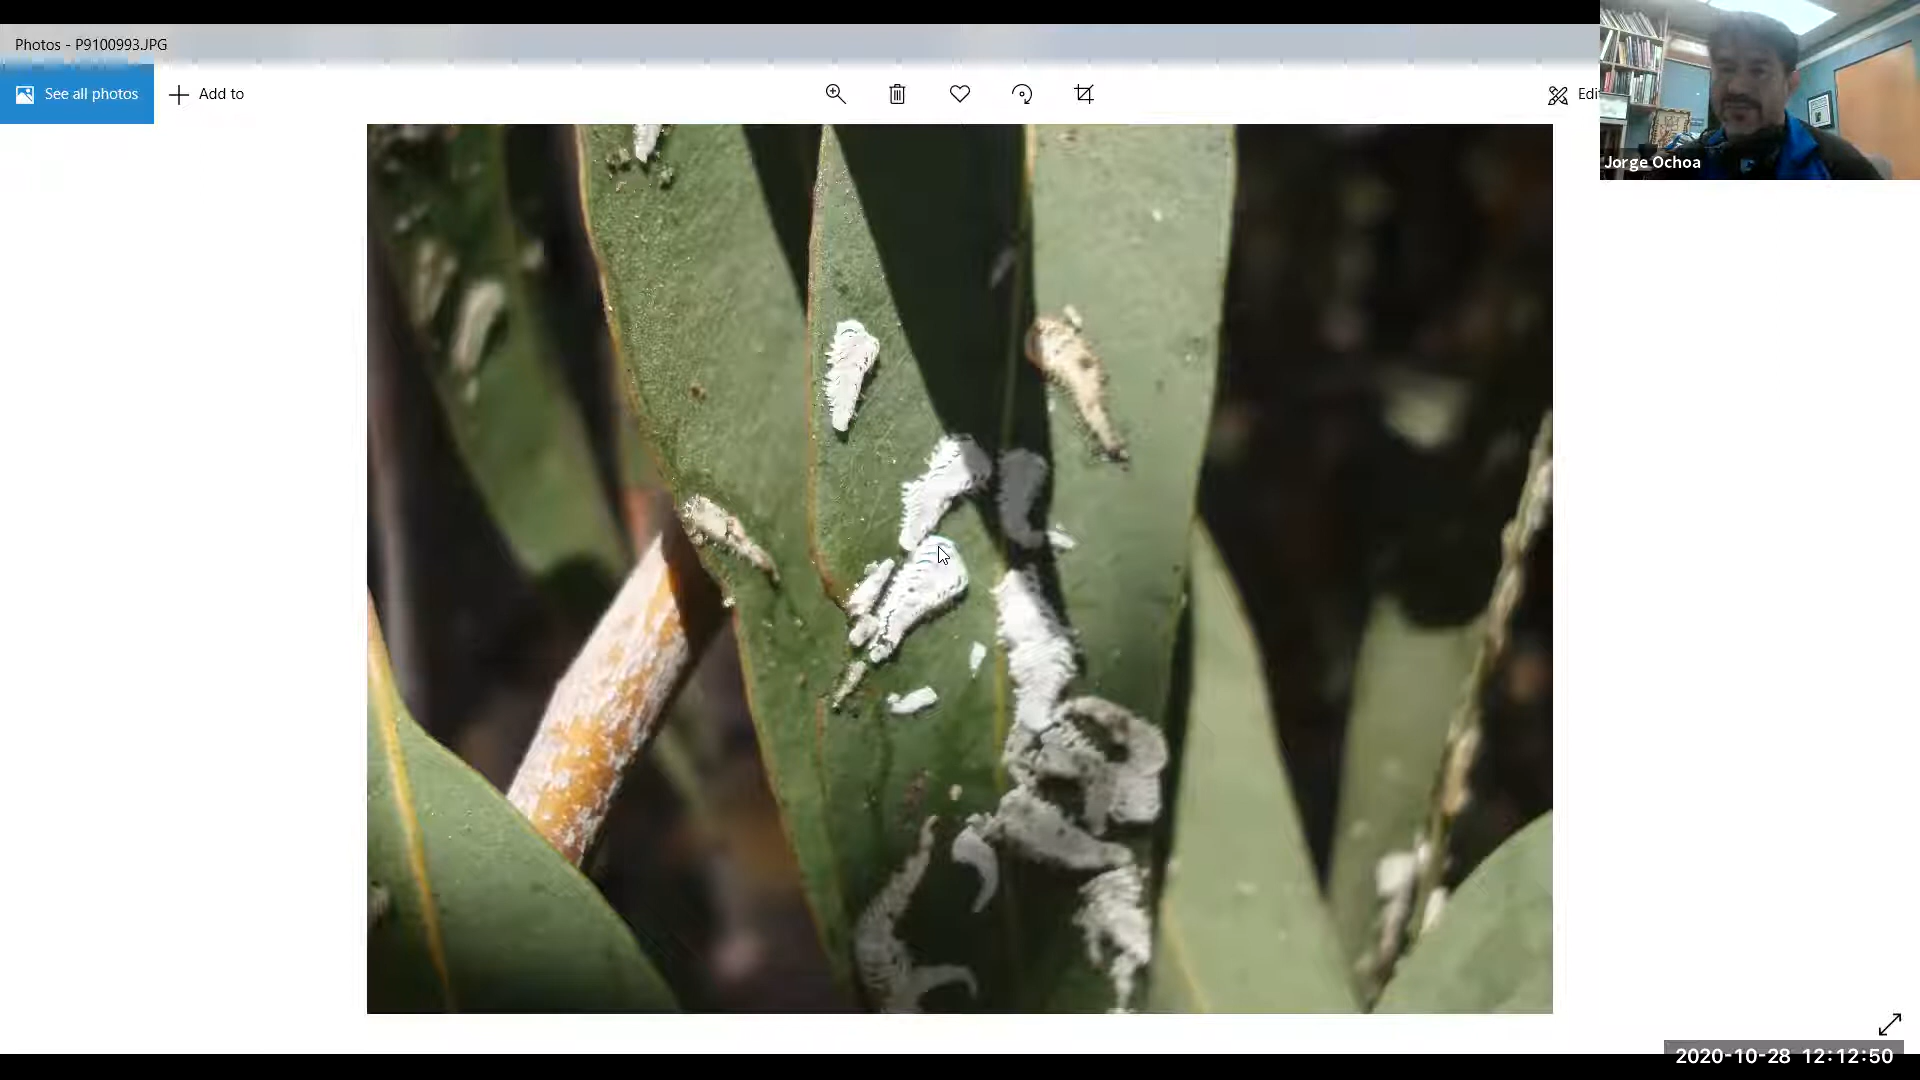 Photos - P9100993.JPG
See all photos
Add to
Edi
Jorge Ochoa
2020-10-28 12:12:50